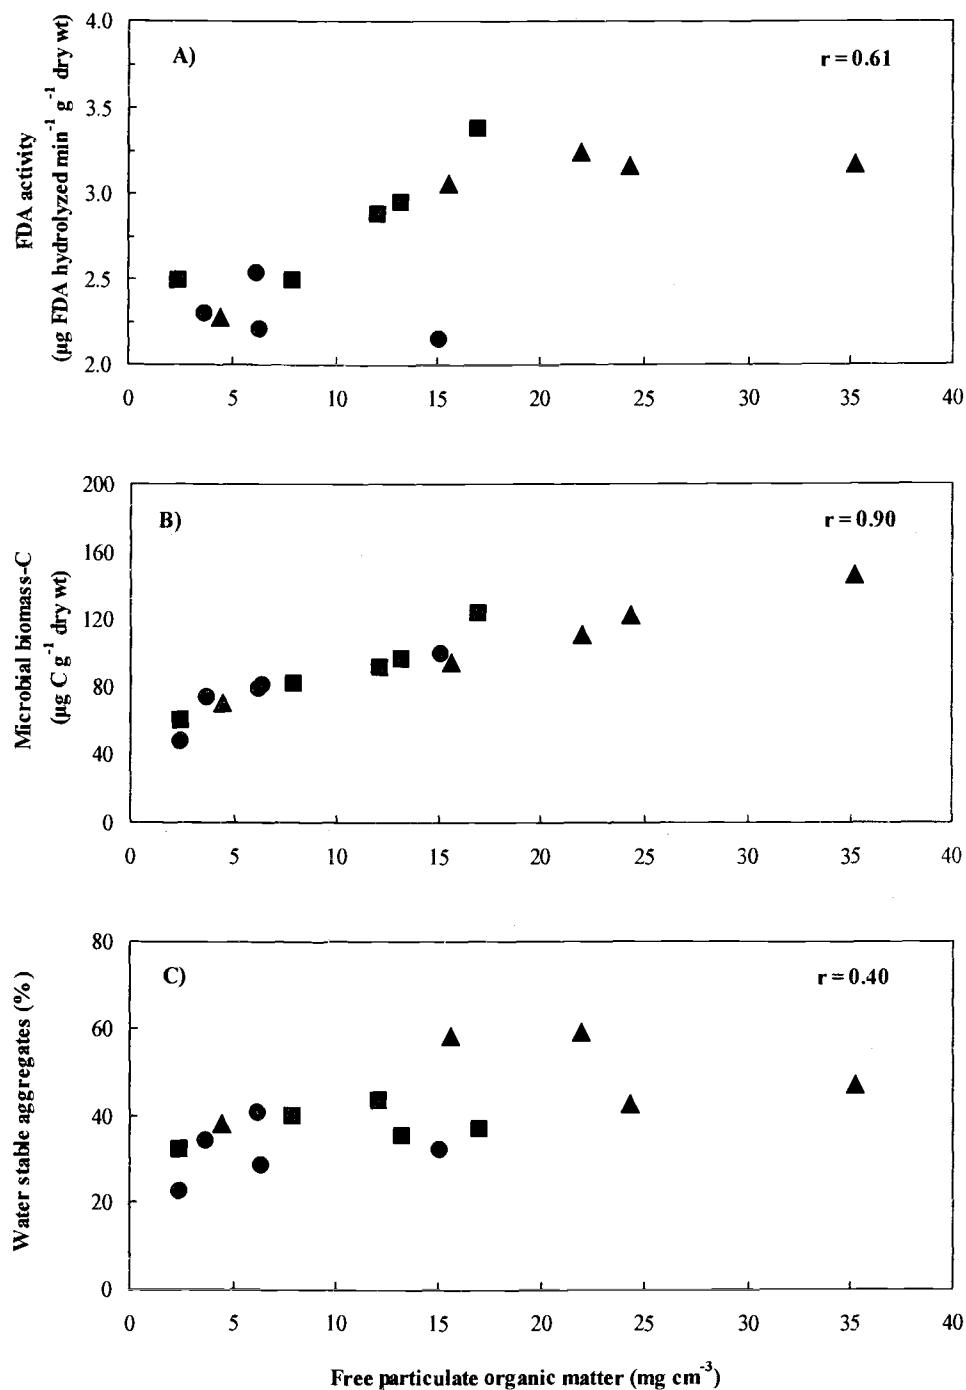 A)
r = 0.61
FDA activity
(µg FDA hydrolyzed min⁻¹ g⁻¹ dry wt)
4.0
3.5
3.0
2.5
2.0
0 5 10 15 20 25 30 35 40
B)
r = 0.90
Microbial biomass-C
(µg C g⁻¹ dry wt)
200
160
120
80
40
0
0 5 10 15 20 25 30 35 40
C)
r = 0.40
Water stable aggregates (%)
80
60
40
20
0
0 5 10 15 20 25 30 35 40
Free particulate organic matter (mg cm⁻³)